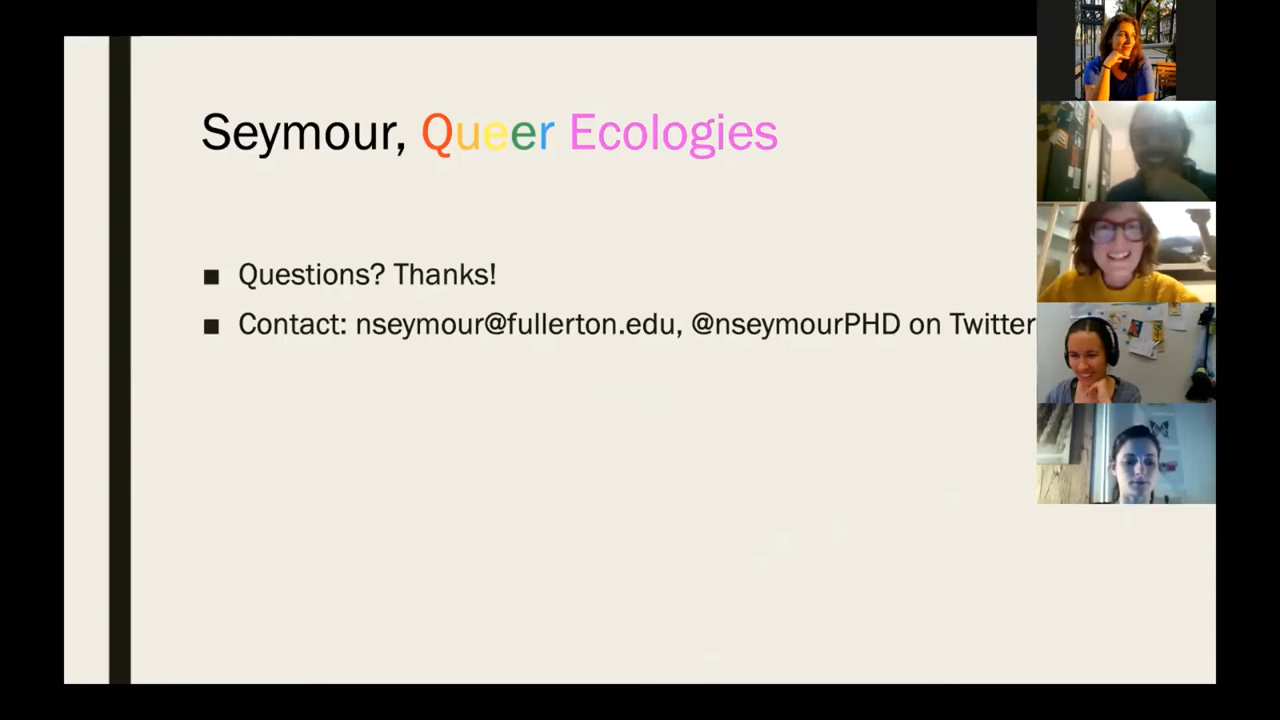 Seymour, Queer Ecologies
■ Questions? Thanks!
■ Contact: nseymour@fullerton.edu, @nseymourPHD on Twitter